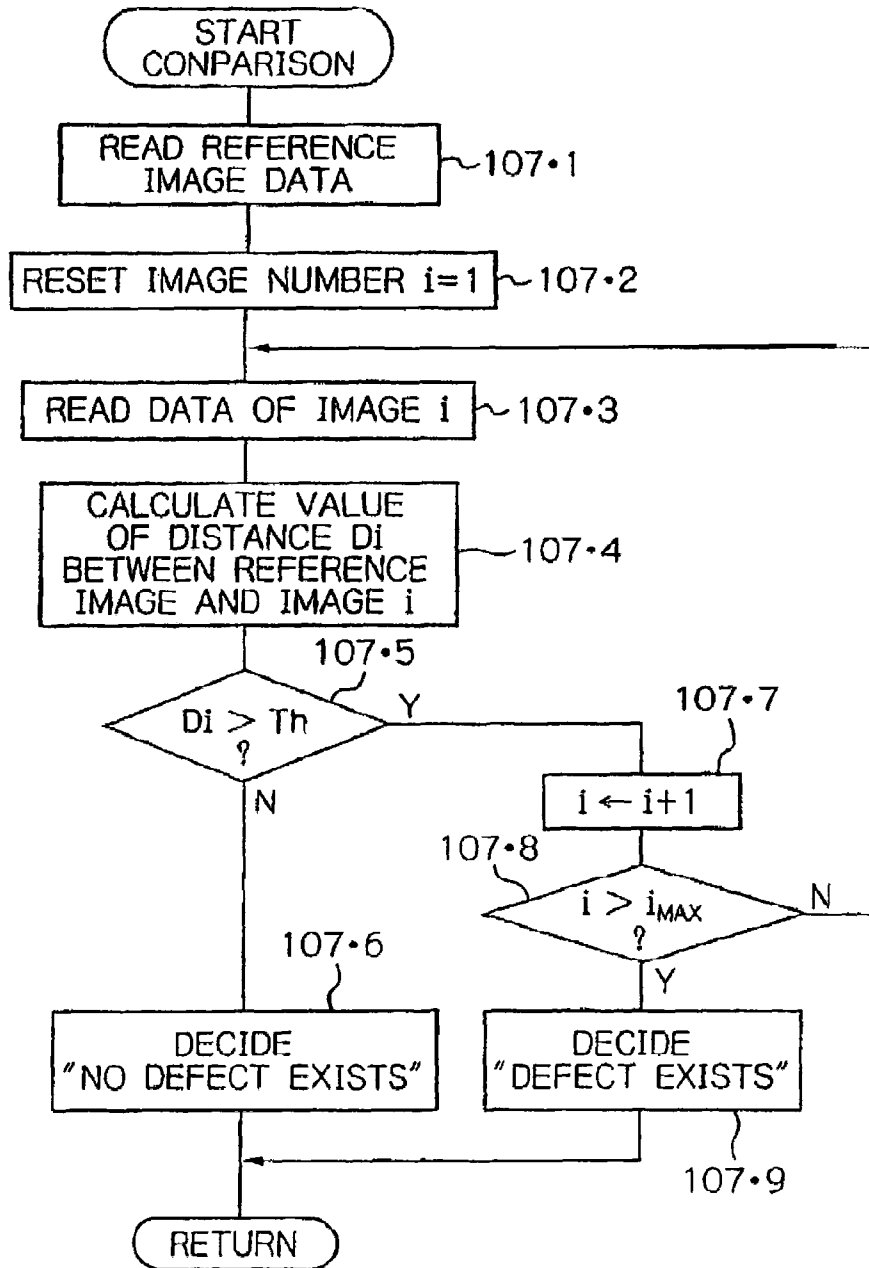 START
CONPARISON
READ REFERENCE
IMAGE DATA
107•1
RESET IMAGE NUMBER i=1
107•2
READ DATA OF IMAGE i
107•3
CALCULATE VALUE
OF DISTANCE Di
BETWEEN REFERENCE
IMAGE AND IMAGE i
107•4
107•5
Di > Th
?
Y
N
107•7
i ← i+1
107•8
i > iMAX
?
N
Y
107•6
DECIDE
"NO DEFECT EXISTS"
DECIDE
"DEFECT EXISTS"
107•9
RETURN